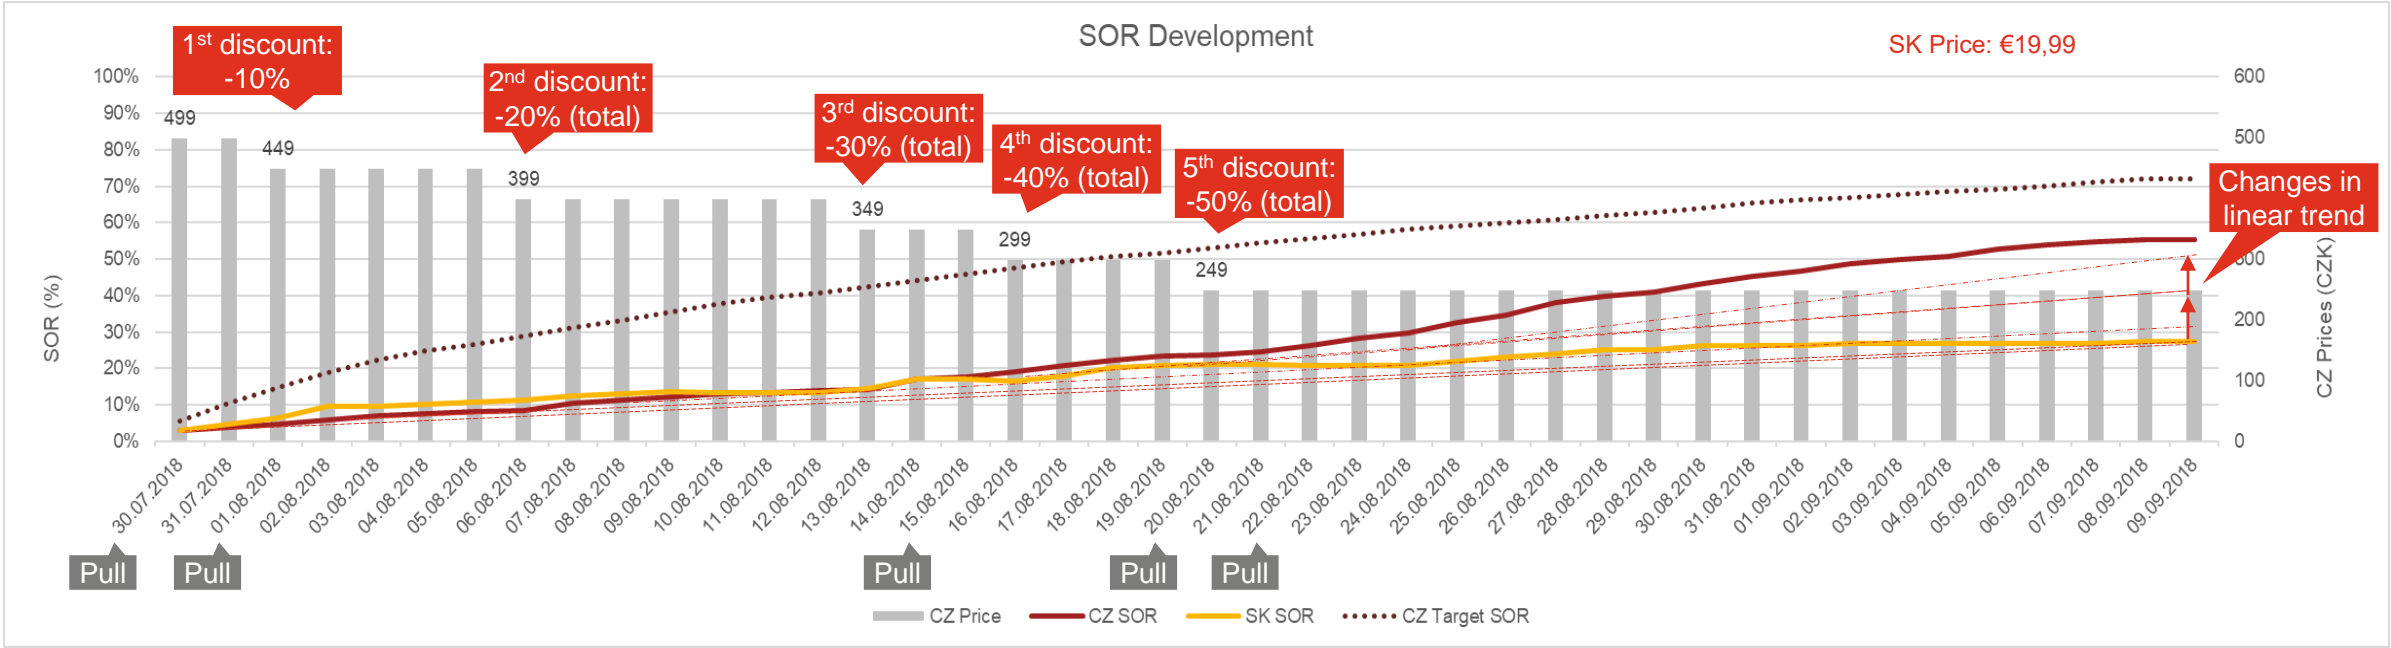 SOR Development
SK Price: €19,99
1st discount:
-10%
2nd discount:
-20% (total)
3rd discount:
-30% (total)
4th discount:
-40% (total)
5th discount:
-50% (total)
Changes in
linear trend
100%
90%
80%
70%
60%
50%
40%
30%
20%
10%
0%
SOR (%)
499
449
399
349
299
249
600
500
300
200
100
0
CZ Prices (CZK)
30.07.2018
31.07.2018
01.08.2018
02.08.2018
03.08.2018
04.08.2018
05.08.2018
06.08.2018
07.08.2018
08.08.2018
09.08.2018
10.08.2018
11.08.2018
12.08.2018
13.08.2018
14.08.2018
15.08.2018
16.08.2018
17.08.2018
18.08.2018
19.08.2018
20.08.2018
21.08.2018
22.08.2018
23.08.2018
24.08.2018
25.08.2018
26.08.2018
27.08.2018
28.08.2018
29.08.2018
30.08.2018
31.08.2018
01.09.2018
02.09.2018
03.09.2018
04.09.2018
05.09.2018
06.09.2018
07.09.2018
08.09.2018
09.09.2018
Pull
Pull
Pull
Pull
Pull
CZ Price
CZ SOR
SK SOR
CZ Target SOR